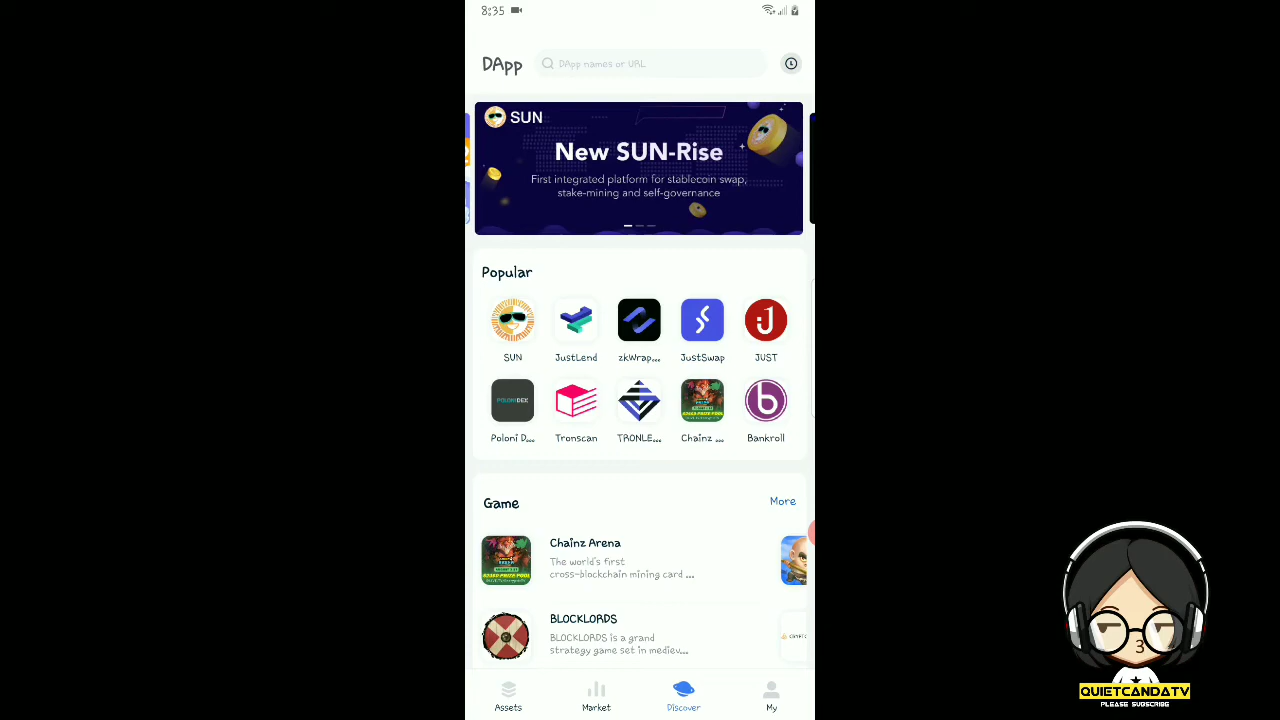 8:35
DApp
DApp names or URL
SUN
New SUN-Rise
First integrated platform for stablecoin swap,
stake-mining and self-governance
Popular
SUN
JustLend
zkWrap...
JustSwap
JUST
POLONIDEX
Poloni D...
Tronscan
TRONLE...
Chainz ...
Bankroll
Game
More
Chainz Arena
The world's first
cross-blockchain mining card ...
BLOCKLORDS
BLOCKLORDS is a grand
strategy game set in mediev...
Assets
Market
Discover
My
QUIETCANDATV
PLEASE SUBSCRIBE